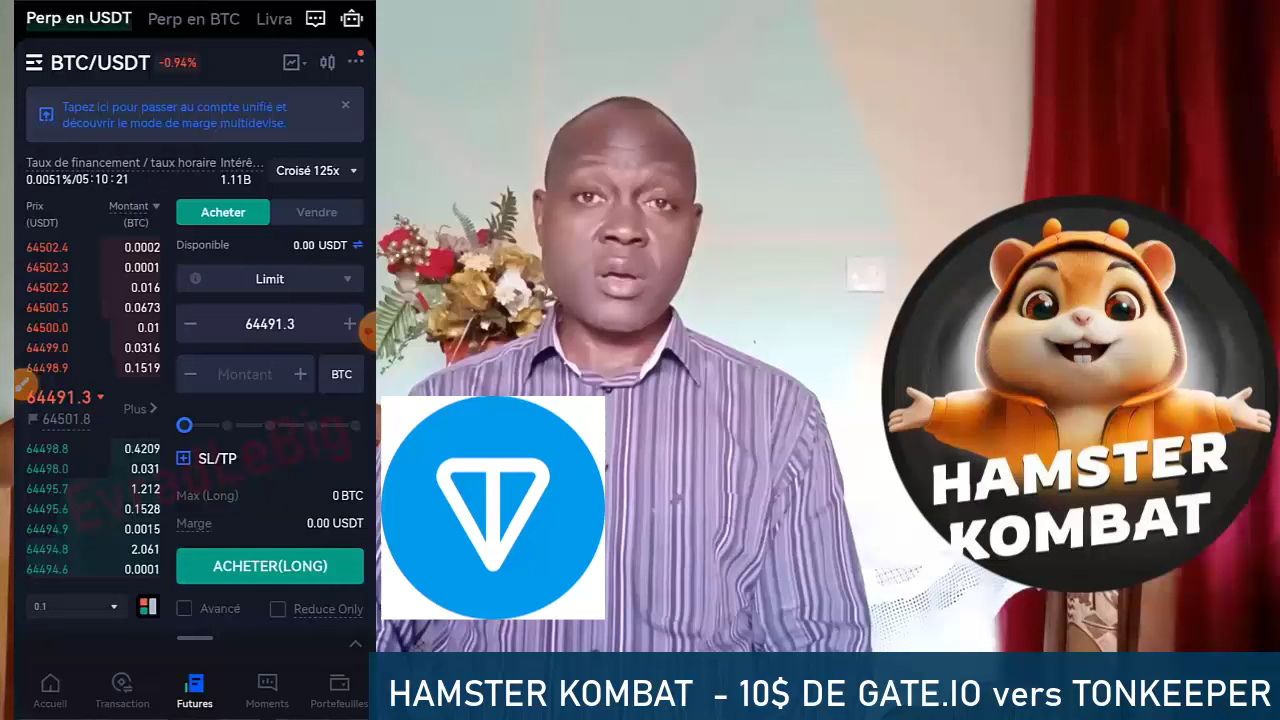 Perp en USDT Perp en BTC Livra
BTC/USDT -0.94%
Tapez ici pour passer au compte unifié et
découvrir le mode de marge multidevise.
Taux de financement / taux horaire Intérê...
0.0051%/05:10:21 1.11B
Croisé 125x
Prix Montant
(USDT) (BTC)
64502.4 0.0002
64502.3 0.0001
64502.2 0.016
64500.5 0.0673
64500.0 0.01
64499.0 0.0316
64498.9 0.1519
64491.3
64501.8
Plus
64498.8 0.4209
64498.0 0.031
64495.7 1.212
64495.6 0.1528
64494.9 0.0015
64494.8 2.061
64494.6 0.0001
0.1
Acheter Vendre
Disponible 0.00 USDT
Limit
64491.3
Montant BTC
SL/TP
Max (Long) 0 BTC
Marge 0.00 USDT
ACHETER(LONG)
Avancé Reduce Only
Accueil Transaction Futures Moments Portefeuilles
HAMSTER
KOMBAT
HAMSTER KOMBAT - 10$ DE GATE.IO vers TONKEEPER